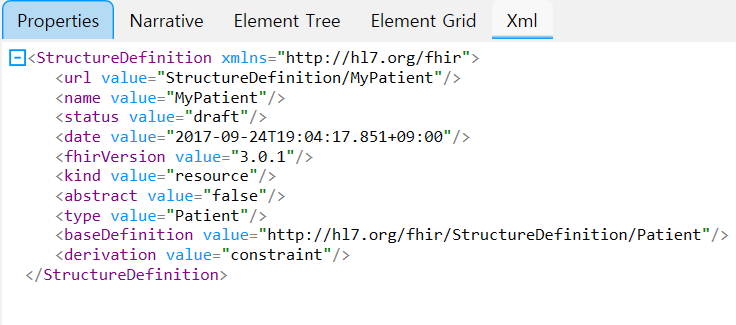 Properties Narrative Element Tree Element Grid Xml
<StructureDefinition xmlns="http://hl7.org/fhir">
<url value="StructureDefinition/MyPatient"/>
<name value="MyPatient"/>
<status value="draft"/>
<date value="2017-09-24T19:04:17.851+09:00"/>
<fhirVersion value="3.0.1"/>
<kind value="resource"/>
<abstract value="false"/>
<type value="Patient"/>
<baseDefinition value="http://hl7.org/fhir/StructureDefinition/Patient"/>
<derivation value="constraint"/>
</StructureDefinition>